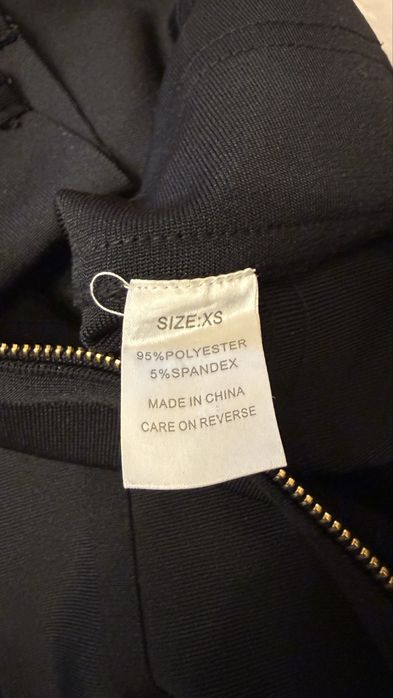 SIZE:XS
95%POLYESTER
5%SPANDEX
MADE IN CHINA
CARE ON REVERSE